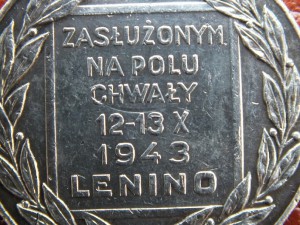 ZASŁUŻONYM
NA POLU
CHWAŁY
12-13 X
1943
LENINO